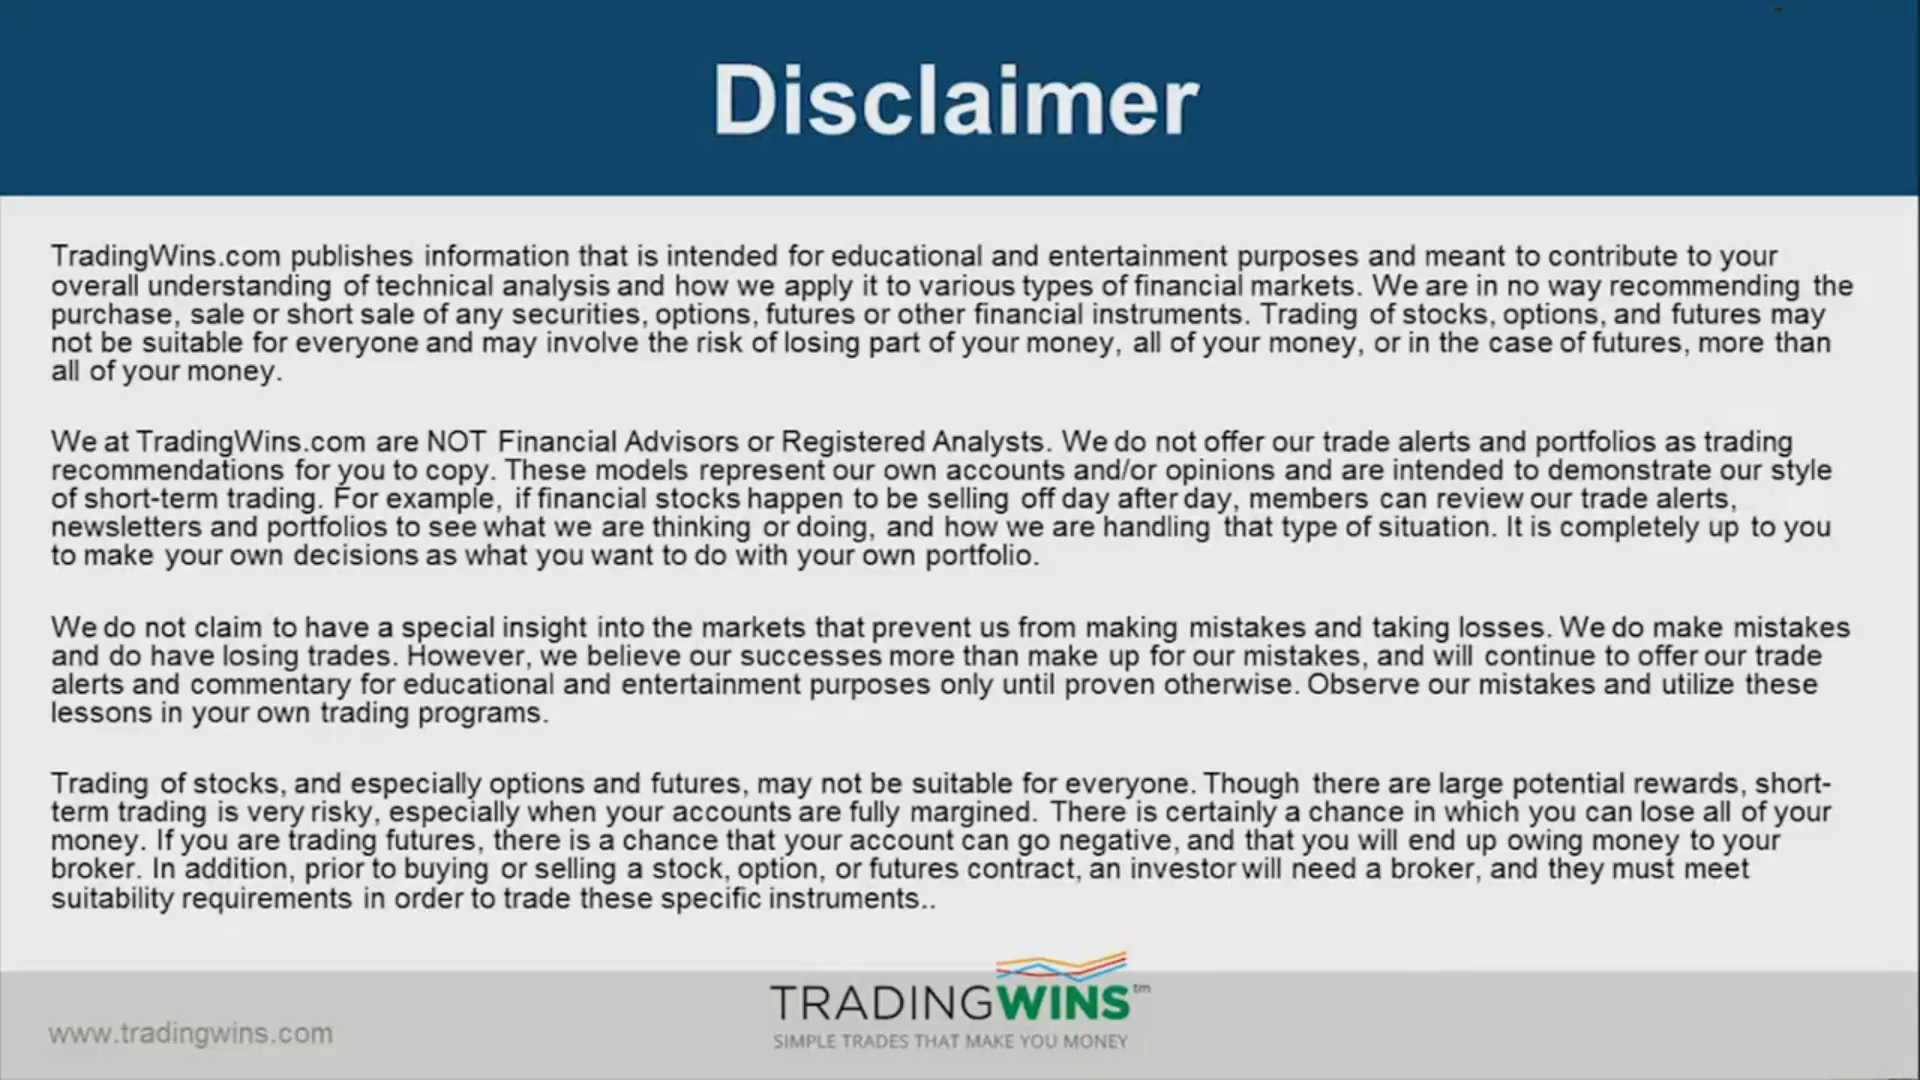 Disclaimer
TradingWins.com publishes information that is intended for educational and entertainment purposes and meant to contribute to your
overall understanding of technical analysis and how we apply it to various types of financial markets. We are in no way recommending the
purchase, sale or short sale of any securities, options, futures or other financial instruments. Trading of stocks, options, and futures may
not be suitable for everyone and may involve the risk of losing part of your money, all of your money, or in the case of futures, more than
all of your money.
We at TradingWins.com are NOT Financial Advisors or Registered Analysts. We do not offer our trade alerts and portfolios as trading
recommendations for you to copy. These models represent our own accounts and/or opinions and are intended to demonstrate our style
of short-term trading. For example, if financial stocks happen to be selling off day after day, members can review our trade alerts,
newsletters and portfolios to see what we are thinking or doing, and how we are handling that type of situation. It is completely up to you
to make your own decisions as what you want to do with your own portfolio.
We do not claim to have a special insight into the markets that prevent us from making mistakes and taking losses. We do make mistakes
and do have losing trades. However, we believe our successes more than make up for our mistakes, and will continue to offer our trade
alerts and commentary for educational and entertainment purposes only until proven otherwise. Observe our mistakes and utilize these
lessons in your own trading programs.
Trading of stocks, and especially options and futures, may not be suitable for everyone. Though there are large potential rewards, short-
term trading is very risky, especially when your accounts are fully margined. There is certainly a chance in which you can lose all of your
money. If you are trading futures, there is a chance that your account can go negative, and that you will end up owing money to your
broker. In addition, prior to buying or selling a stock, option, or futures contract, an investor will need a broker, and they must meet
suitability requirements in order to trade these specific instruments..
TRADINGWINS tm
SIMPLE TRADES THAT MAKE YOU MONEY
www.tradingwins.com